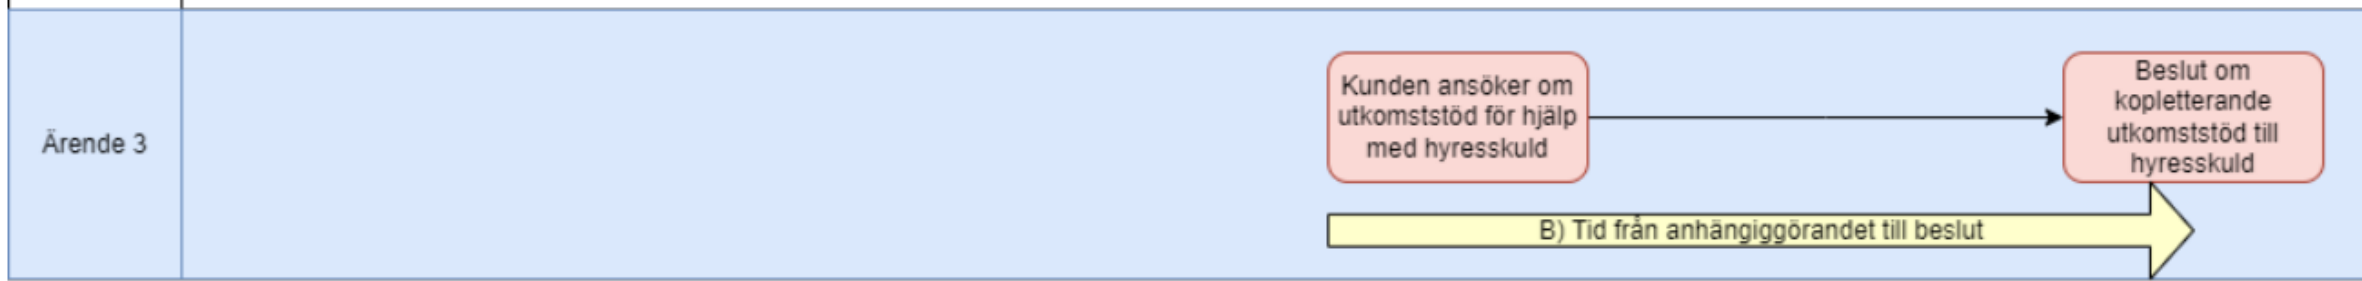 Ärende 3
Kunden ansöker om
utkomststöd för hjälp
med hyresskuld
Beslut om
kopletterande
utkomststöd till
hyresskuld
B) Tid från anhängiggörandet till beslut